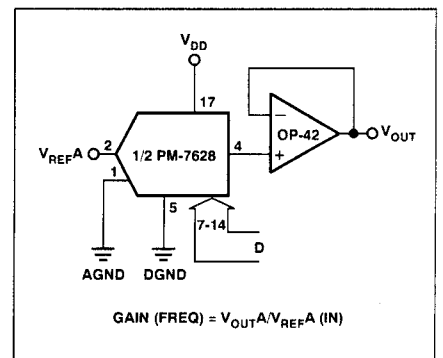 V_DD
17
V_REF A 2
1/2 PM-7628
4
−
OP-42
+
V_OUT
1
5
7-14
D
AGND
DGND
GAIN (FREQ) = V_OUT A/V_REF A (IN)